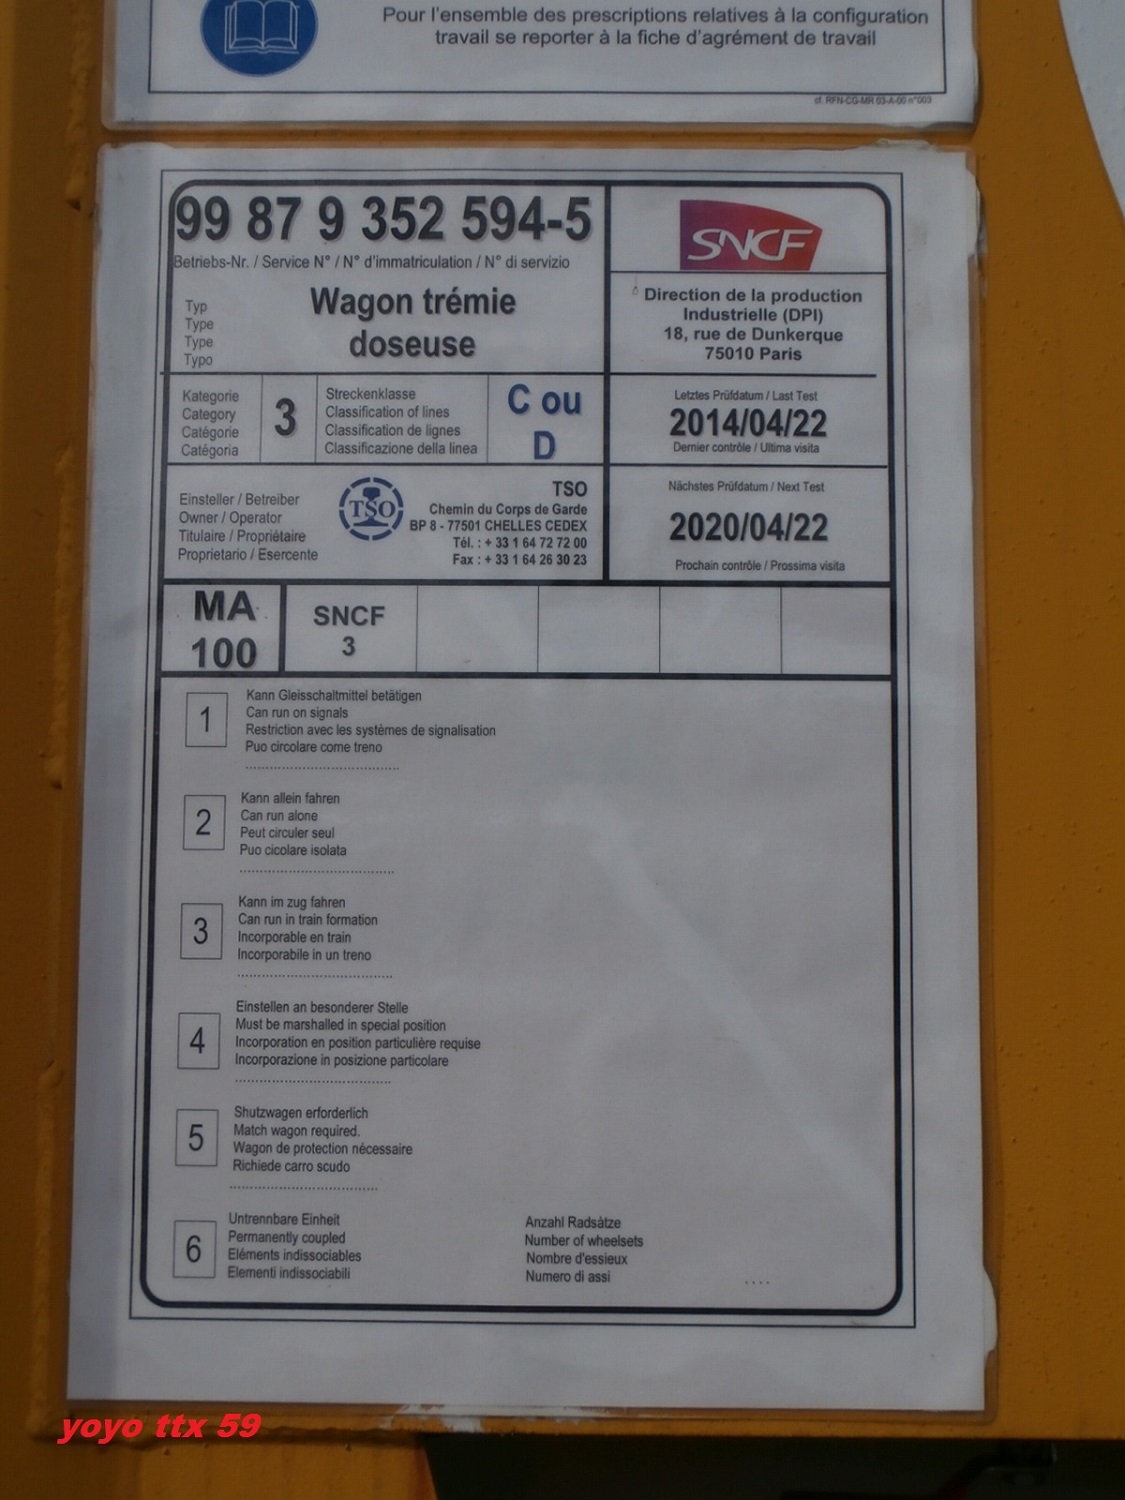 Pour l'ensemble des prescriptions relatives à la configuration
travail se reporter à la fiche d'agrément de travail
cf. RFN-CG-MR 03-A-00 n°003
99 87 9 352 594-5
Betriebs-Nr. / Service N° / N° d'immatriculation / N° di servizio
Typ
Type
Type
Typo
Wagon trémie
doseuse
SNCF
Direction de la production
Industrielle (DPI)
18, rue de Dunkerque
75010 Paris
Kategorie
Category
Catégorie
Catégoria
3
Streckenklasse
Classification of lines
Classification de lignes
Classificazione della linea
C ou
D
Letztes Prüfdatum / Last Test
2014/04/22
Dernier contrôle / Ultima visita
Einsteller / Betreiber
Owner / Operator
Titulaire / Propriétaire
Proprietario / Esercente
TSO
TSO
Chemin du Corps de Garde
BP 8 - 77501 CHELLES CEDEX
Tél. : + 33 1 64 72 72 00
Fax : + 33 1 64 26 30 23
Nächstes Prüfdatum / Next Test
2020/04/22
Prochain contrôle / Prossima visita
MA
100
SNCF
3
1
Kann Gleisschaltmittel betätigen
Can run on signals
Restriction avec les systèmes de signalisation
Puo circolare come treno
2
Kann allein fahren
Can run alone
Peut circuler seul
Puo cicolare isolata
3
Kann im zug fahren
Can run in train formation
Incorporable en train
Incorporabile in un treno
4
Einstellen an besonderer Stelle
Must be marshalled in special position
Incorporation en position particulière requise
Incorporazione in posizione particolare
5
Shutzwagen erforderlich
Match wagon required.
Wagon de protection nécessaire
Richiede carro scudo
6
Untrennbare Einheit
Permanently coupled
Eléments indissociables
Elementi indissociabili
Anzahl Radsàtze
Number of wheelsets
Nombre d'essieux
Numero di assi
yoyo ttx 59